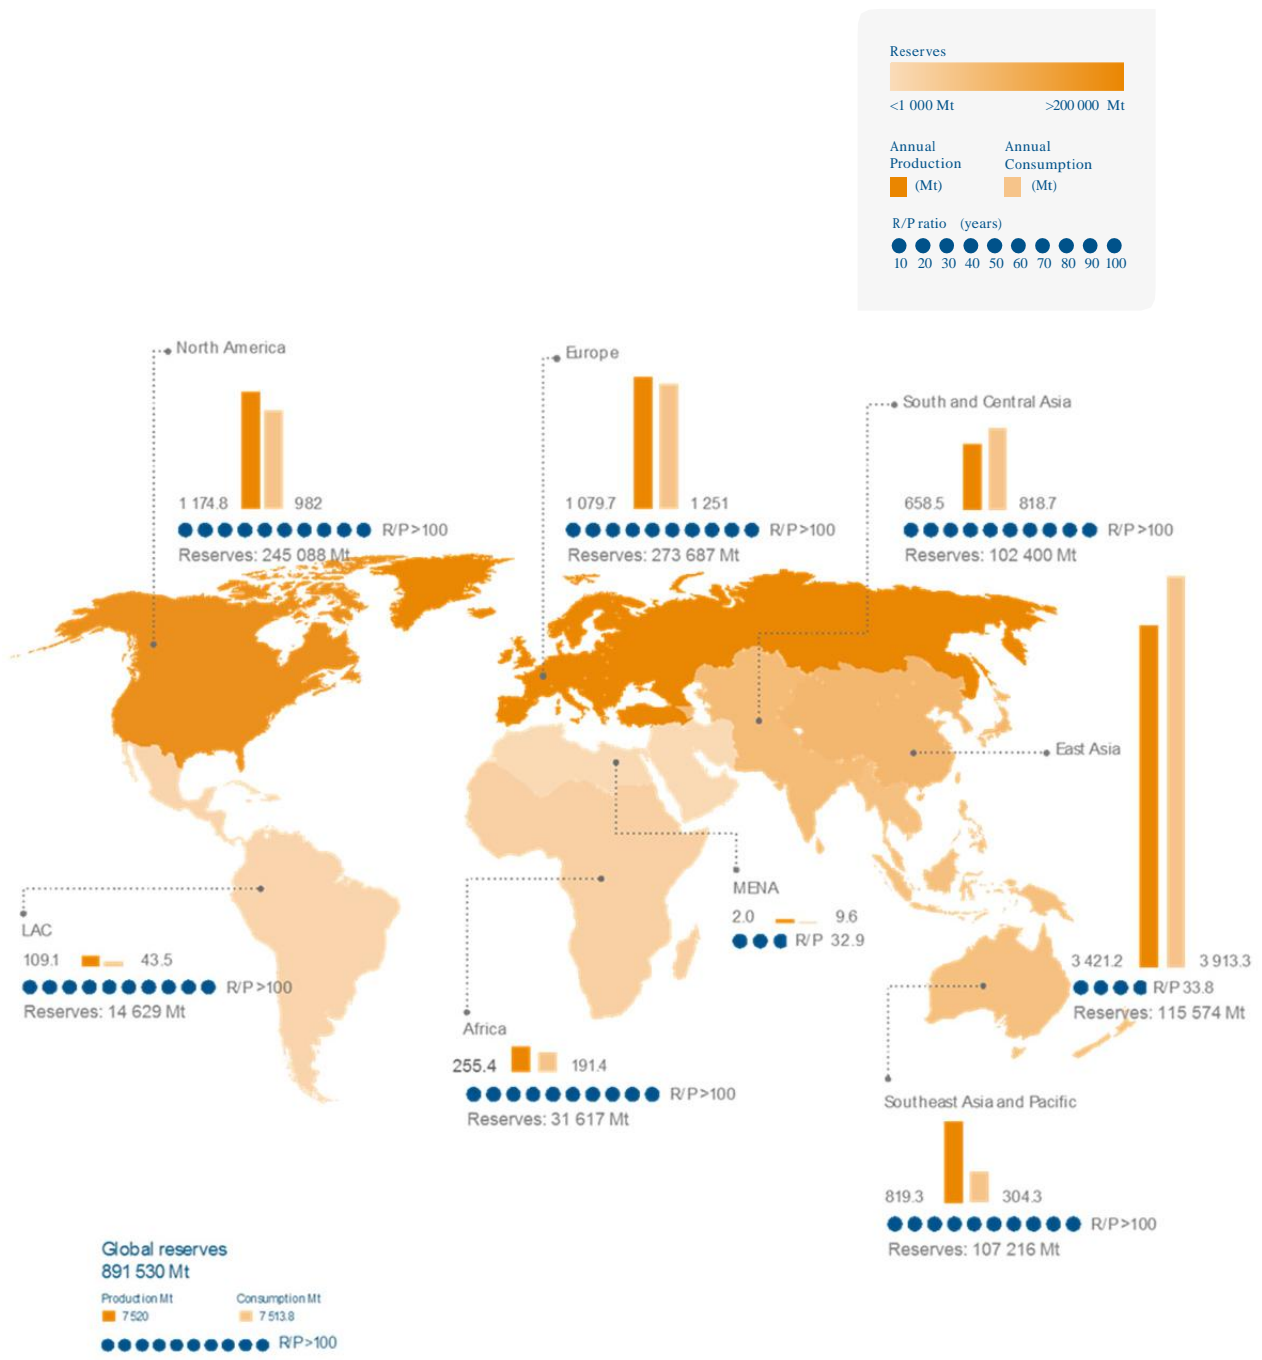 Reserves
<1 000 Mt >200 000 Mt
Annual Annual
Production Consumption
(Mt) (Mt)
R/P ratio (years)
10 20 30 40 50 60 70 80 90 100
North America
1 174.8 982
R/P>100
Reserves: 245 088 Mt
Europe
1 079.7 1 251
R/P>100
Reserves: 273 687 Mt
South and Central Asia
658.5 818.7
R/P>100
Reserves: 102 400 Mt
East Asia
3 421.2 3 913.3
R/P 33.8
Reserves: 115 574 Mt
MENA
2.0 9.6
R/P 32.9
LAC
109.1 43.5
R/P>100
Reserves: 14 629 Mt
Africa
255.4 191.4
R/P>100
Reserves: 31 617 Mt
Southeast Asia and Pacific
819.3 304.3
R/P>100
Reserves: 107 216 Mt
Global reserves
891 530 Mt
Production Mt Consumption Mt
7 520 7 513.8
R/P>100